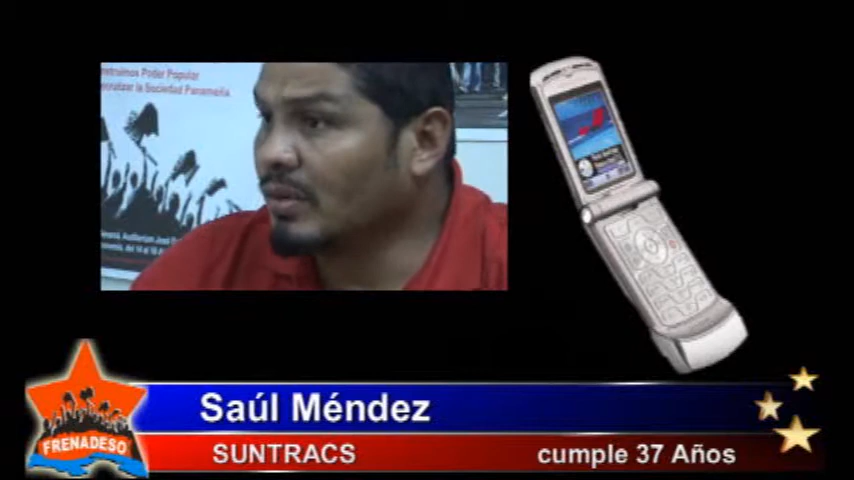 Poder Popular
la Sociedad Panameña
Saúl Méndez
FRENADESO
SUNTRACS
cumple 37 Años